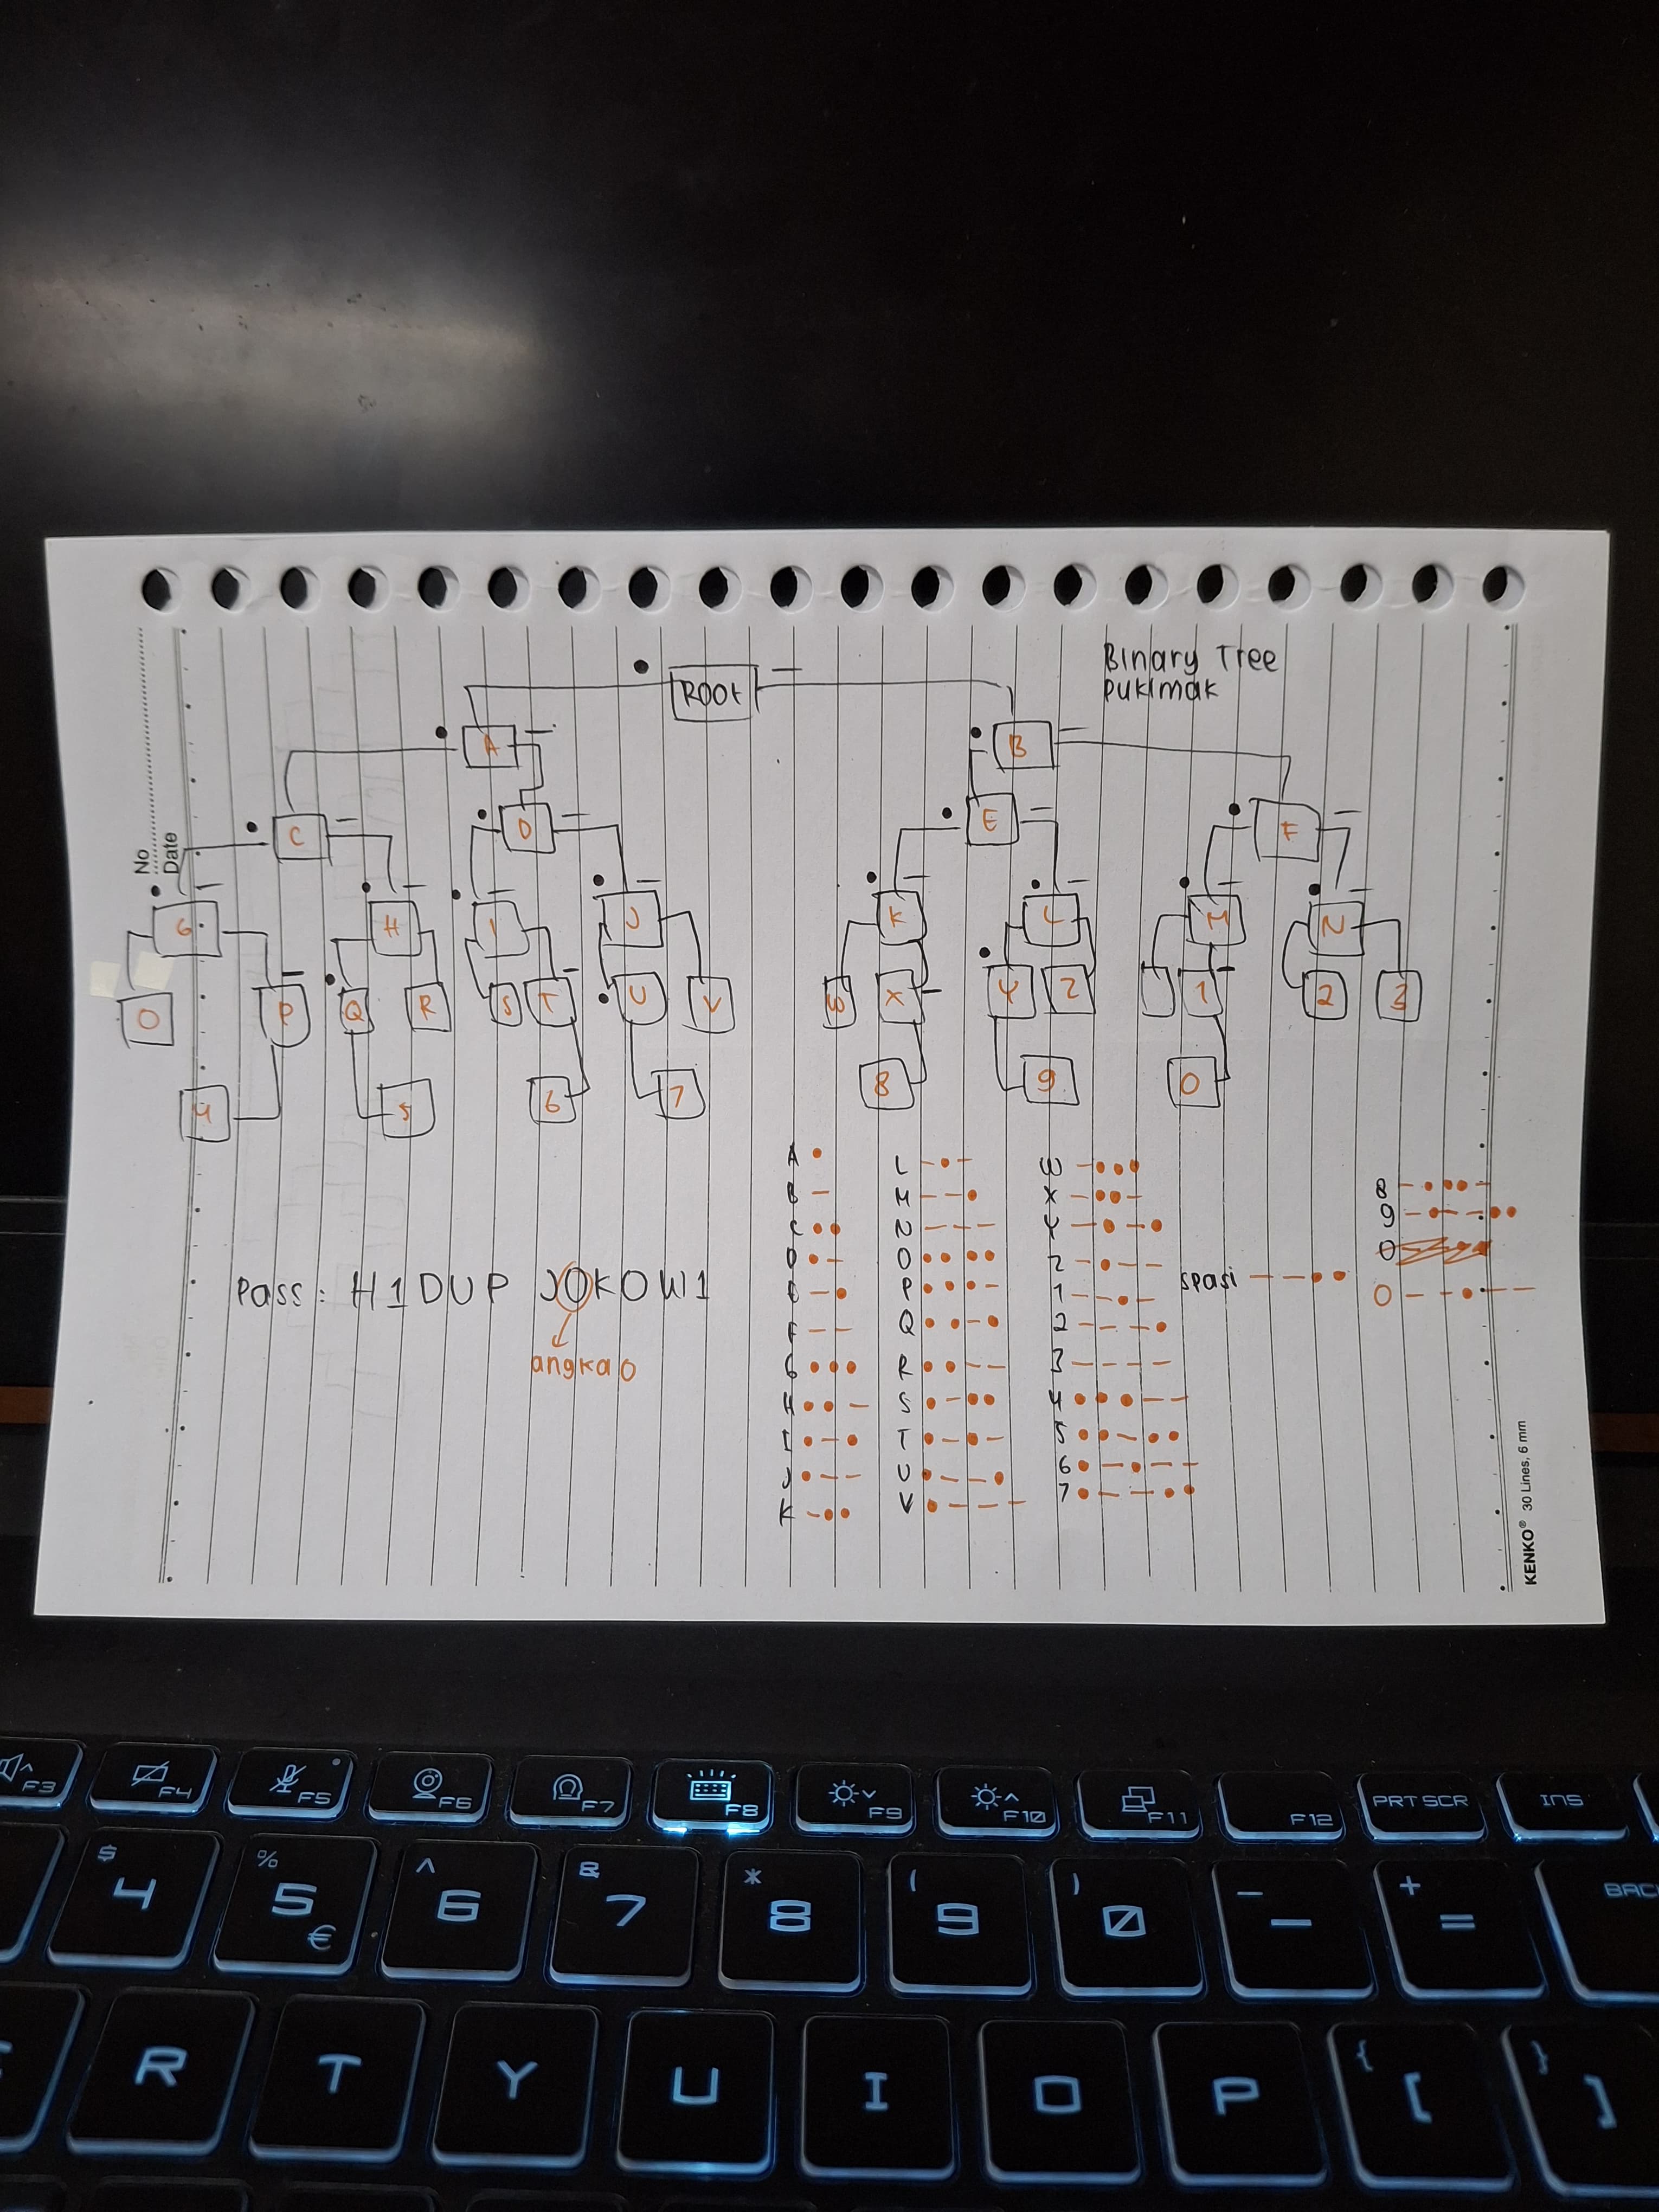 Binary Tree
Pukimak
ROOT
A
B
C
D
E
F
G
H
I
J
K
L
M
N
O
P
Q
R
S
T
U
V
W
X
Y
Z
1
2
3
4
5
6
7
8
9
0
Pass: H1DUP J0KOWI
angka 0
A •
B –
C ••
D •–
E –•
F ––
G •••
H ••–
I •–•
J •––
K –••
L –•–
M ––•
N –––
O ••••
P •••–
Q ••–•
R ••––
S •–••
T •–•–
U •––•
V •–––
W –•••
X –••–
Y –•–•
Z –•––
1 ––•–
2 –––•
3 ––––
4 •••––
5 ••–••
6 •–•––
7 •––••
spasi ––••
8 –••––
9 –•–••
0 ––•––
No
Date
KENKO® 30 Lines, 6 mm
F3
F4
F5
F6
F7
F8
F9
F10
F11
F12
PRT SCR
INS
$ 4
% 5 €
^ 6
& 7
* 8
( 9
) 0
_ –
+ =
BAC
R
T
Y
U
I
O
P
{ [
} ]